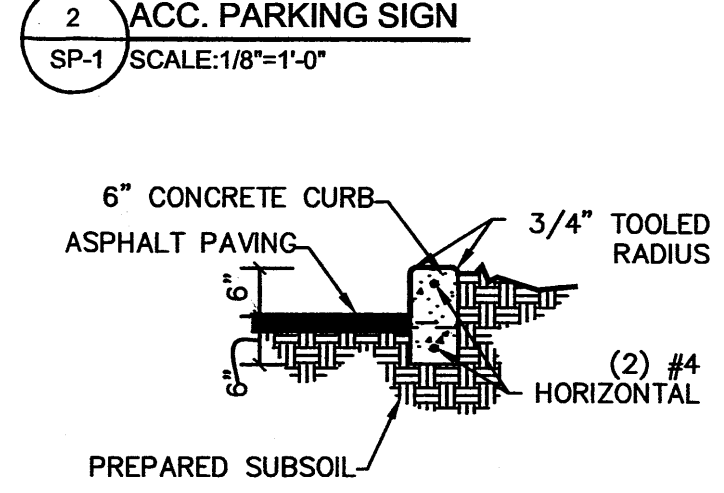 2
ACC. PARKING SIGN
SP-1
SCALE:1/8"=1'-0"
6" CONCRETE CURB
ASPHALT PAVING
3/4" TOOLED
RADIUS
6"
6"
(2) #4
HORIZONTAL
PREPARED SUBSOIL